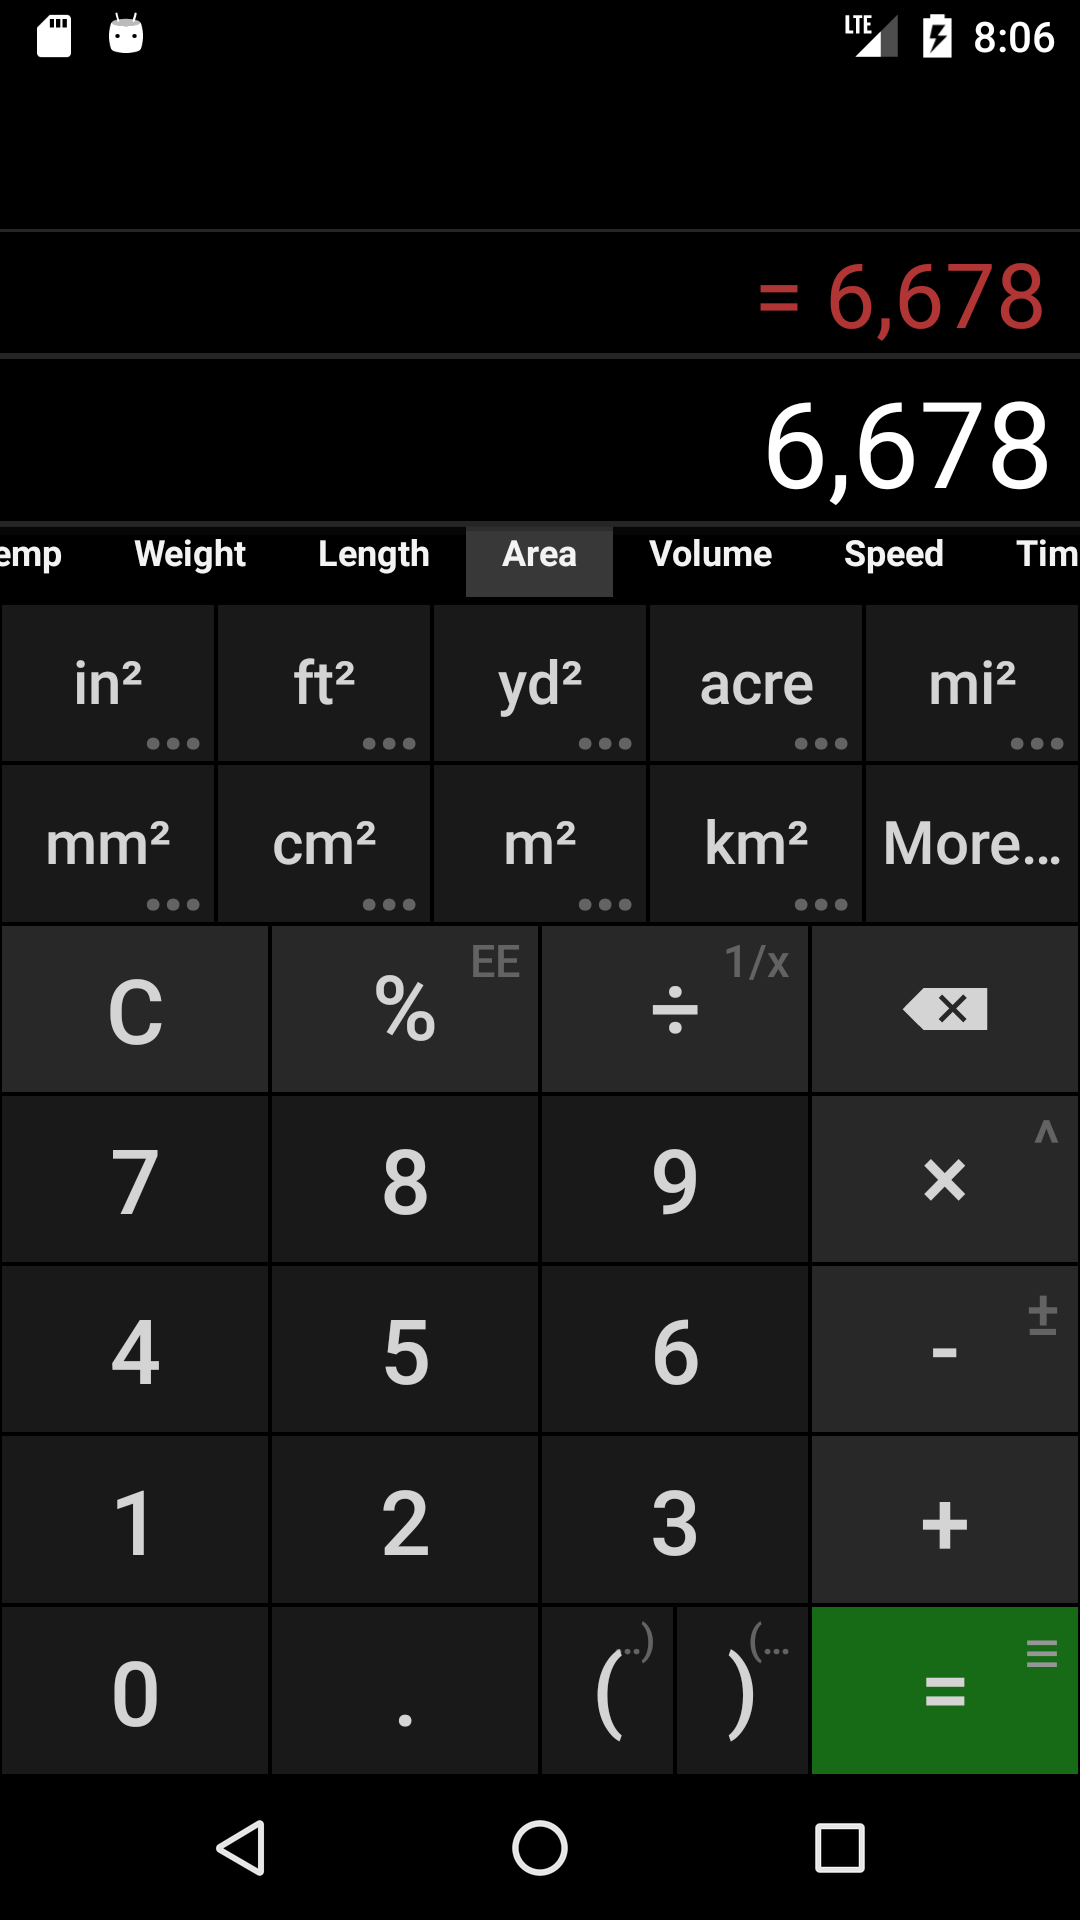 LTE 8:06
= 6,678
6,678
emp Weight Length Area Volume Speed Tim
in² ft² yd² acre mi²
mm² cm² m² km² More...
C % EE ÷ 1/x
7 8 9 × ^
4 5 6 - ±
1 2 3 +
0 . ( ..) ) (... =